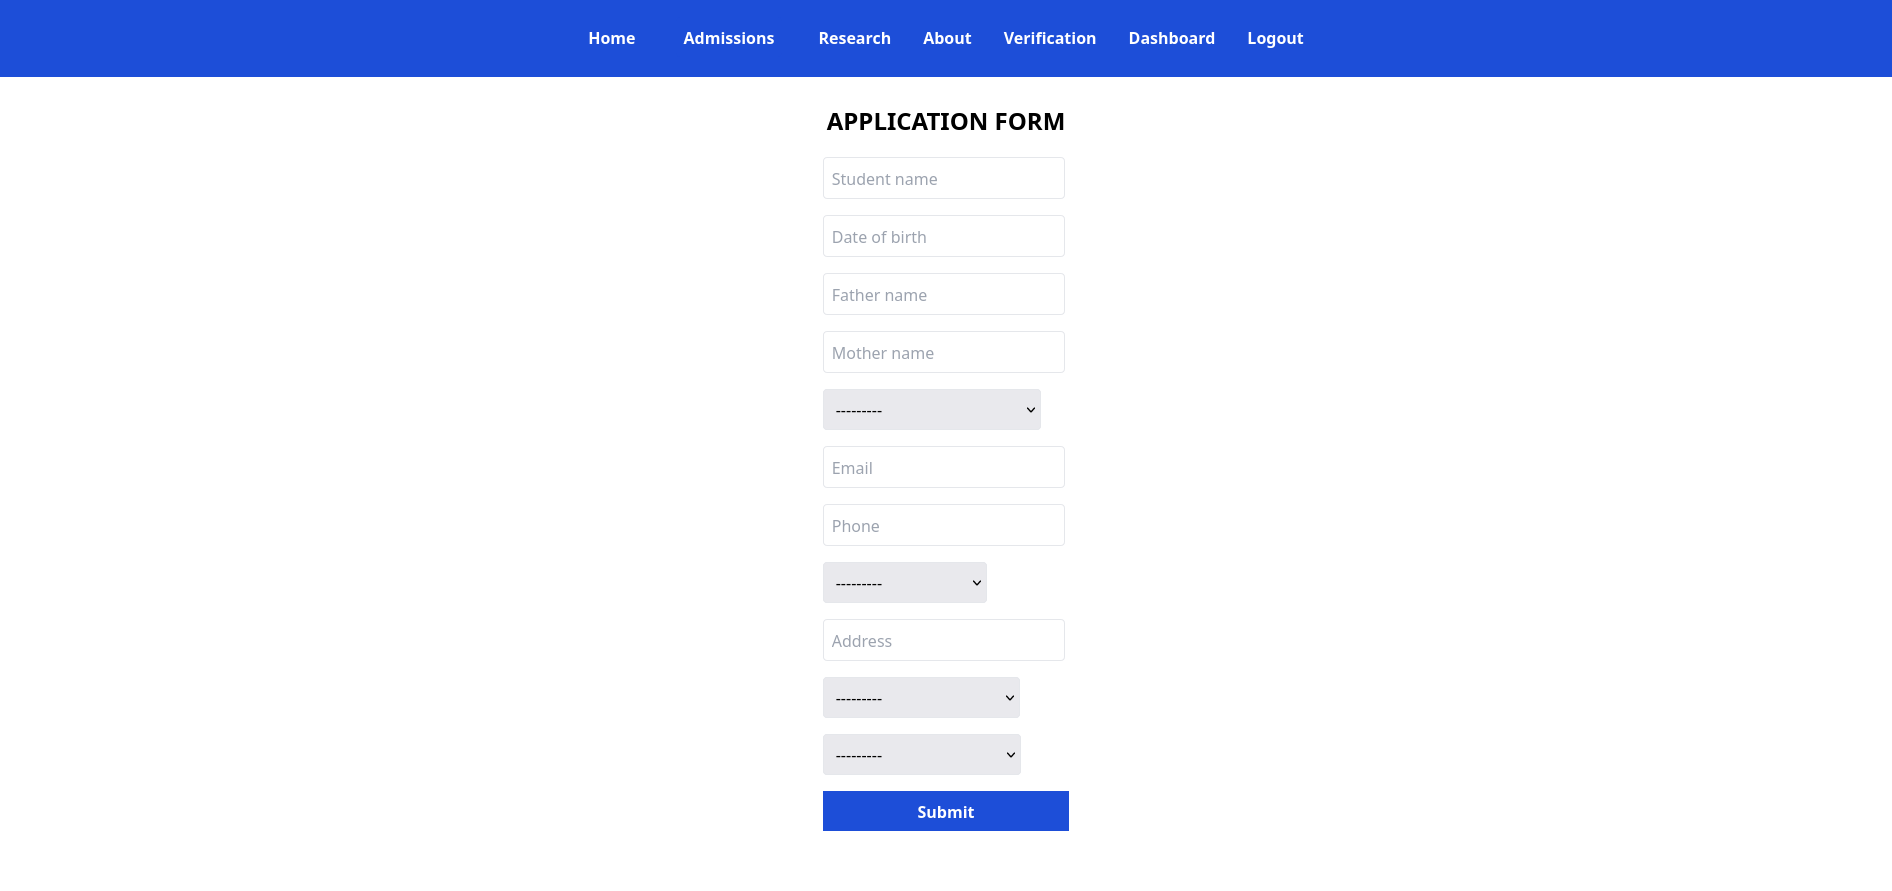 Home Admissions Research About Verification Dashboard Logout
APPLICATION FORM
Student name
Date of birth
Father name
Mother name
---------
Email
Phone
---------
Address
---------
---------
Submit